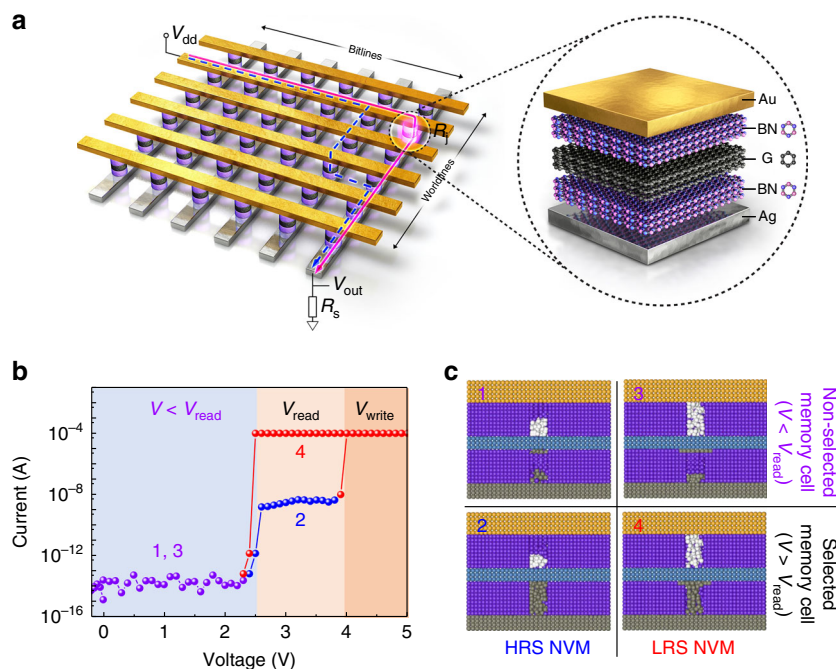 a
Vdd
Bitlines
Rj
Worldlines
Vout
Rs
Au
BN
G
BN
Ag
b
V < Vread
Vread
Vwrite
4
2
1, 3
10−4
10−8
10−12
10−16
Current (A)
0
1
2
3
4
5
Voltage (V)
c
1
3
2
4
Non-selected
memory cell
(V < Vread)
Selected
memory cell
(V > Vread)
HRS NVM
LRS NVM